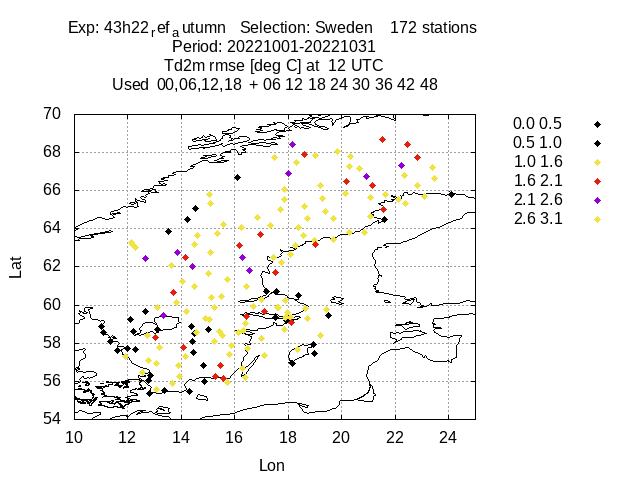 Exp: 43h22refautumn Selection: Sweden 172 stations
Period: 20221001-20221031
Td2m rmse [deg C] at 12 UTC
Used 00,06,12,18 + 06 12 18 24 30 36 42 48
70
68
66
64
62
60
58
56
54
Lat
10 12 14 16 18 20 22 24
Lon
0.0 0.5
0.5 1.0
1.0 1.6
1.6 2.1
2.1 2.6
2.6 3.1